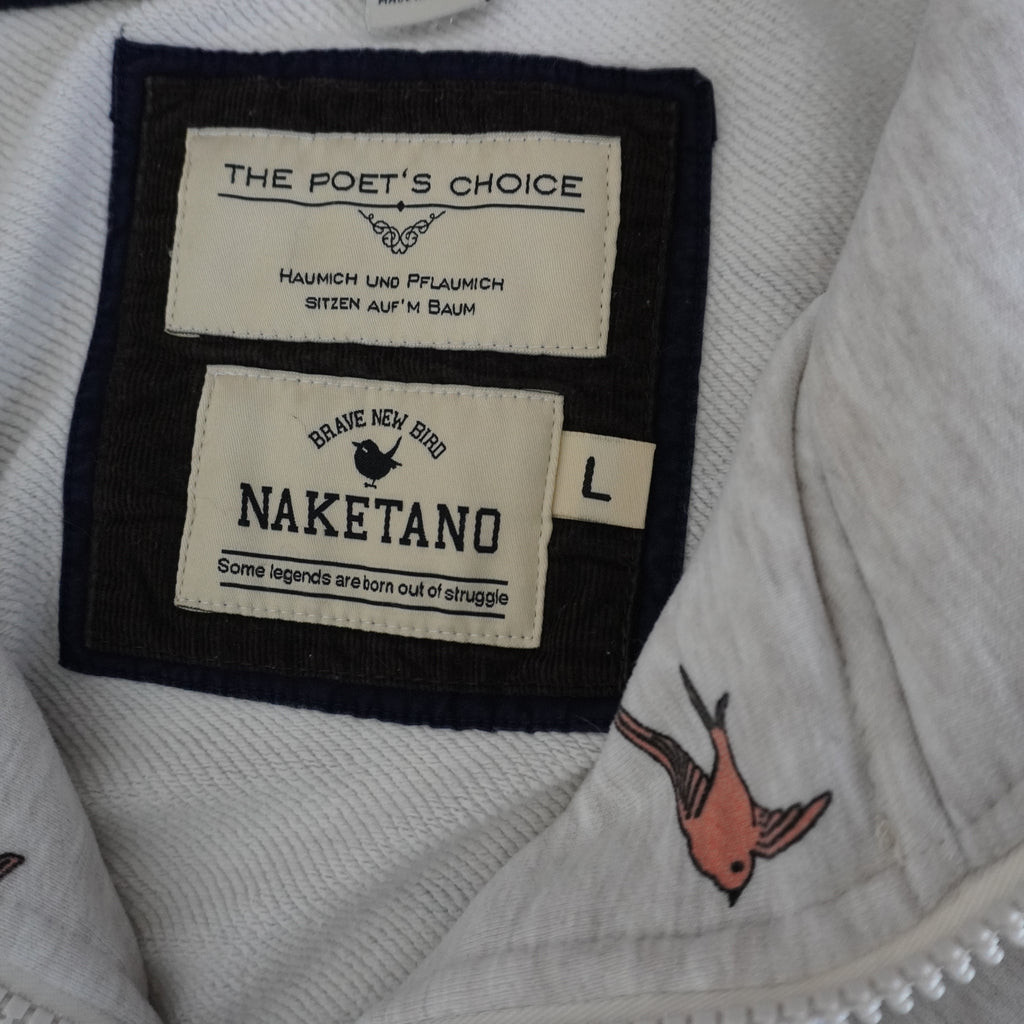 THE POET'S CHOICE
HAUMICH UND PFLAUMICH
SITZEN AUF'M BAUM
BRAVE NEW BIRD
NAKETANO
L
Some legends are born out of struggle